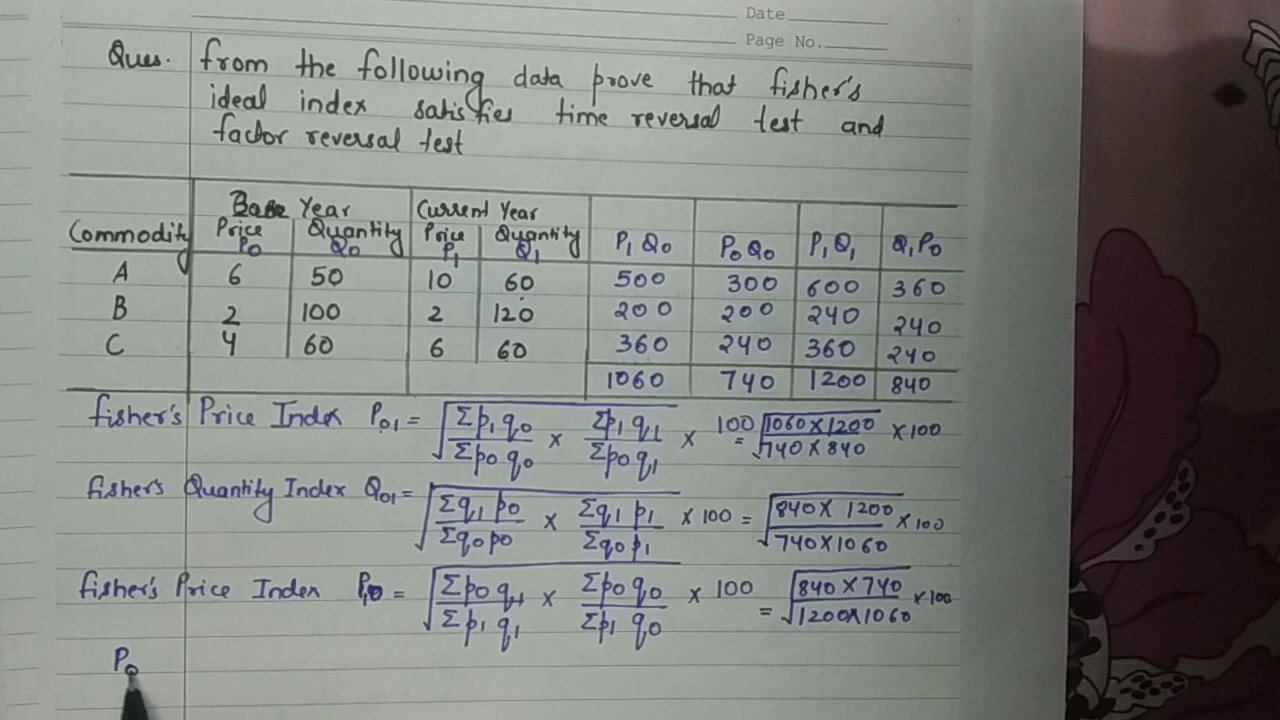 Date
Page No.
Ques. from the following data prove that fisher's
ideal index satisfies time reversal test and
factor reversal test
Base Year Current Year
Commodity Price P0 Quantity Q0 Price P1 Quantity Q1 P1 Q0 P0 Q0 P1 Q1 Q1 P0
A 6 50 10 60 500 300 600 360
B 2 100 2 120 200 200 240 240
C 4 60 6 60 360 240 360 240
1060 740 1200 840
fisher's Price Index P01 = √(Σp1 q0 / Σp0 q0 × Σp1 q1 / Σp0 q1) × 100 = √(1060 × 1200 / 740 × 840) × 100
fishers Quantity Index Q01 = √(Σq1 p0 / Σq0 p0 × Σq1 p1 / Σq0 p1) × 100 = √(840 × 1200 / 740 × 1060) × 100
fisher's Price Index P10 = √(Σp0 q1 / Σp1 q1 × Σp0 q0 / Σp1 q0) × 100 = √(840 × 740 / 1200 × 1060) × 100
P0